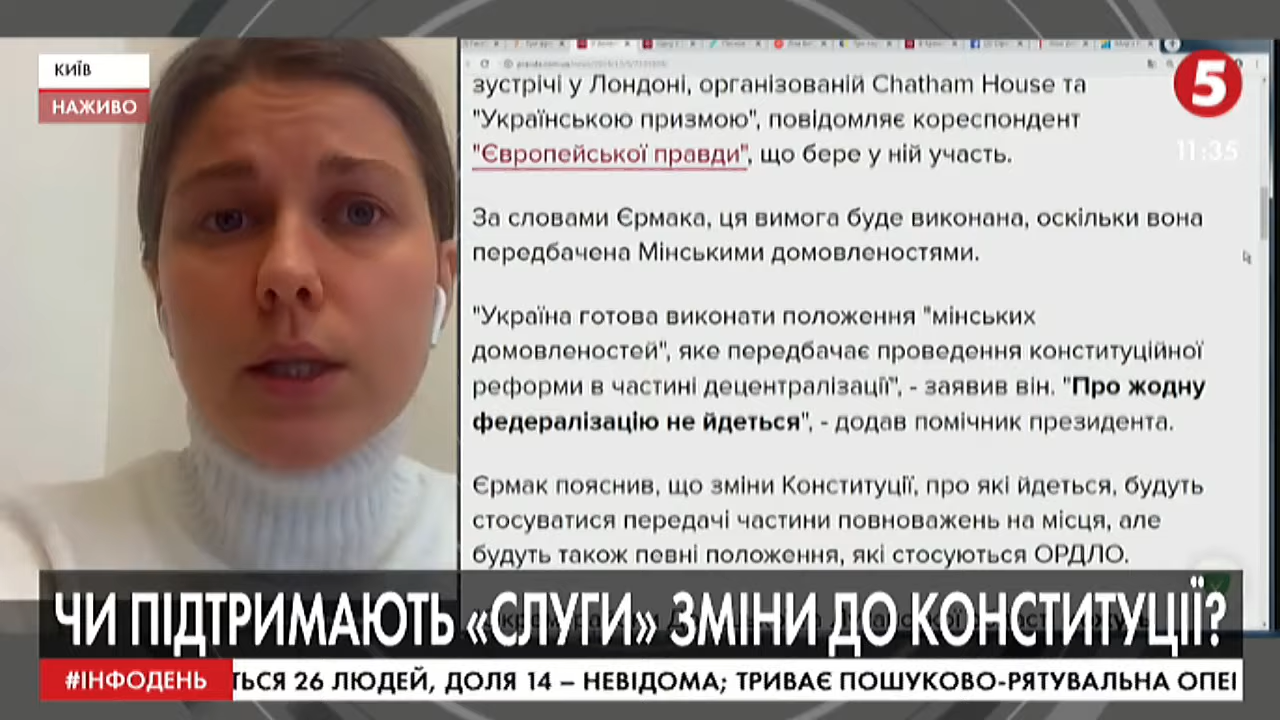 КИЇВ
НАЖИВО
5
11:35
зустрічі у Лондоні, організованій Chatham House та
"Українською призмою", повідомляє кореспондент
"Європейської правди", що бере у ній участь.
За словами Єрмака, ця вимога буде виконана, оскільки вона
передбачена Мінськими домовленостями.
"Україна готова виконати положення "мінських
домовленостей", яке передбачає проведення конституційної
реформи в частині децентралізації", - заявив він. "Про жодну
федералізацію не йдеться", - додав помічник президента.
Єрмак пояснив, що зміни Конституції, про які йдеться, будуть
стосуватися передачі частини повноважень на місця, але
будуть також певні положення, які стосуються ОРДЛО.
ЧИ ПІДТРИМАЮТЬ «СЛУГИ» ЗМІНИ ДО КОНСТИТУЦІЇ?
#ІНФОДЕНЬ
ТЬСЯ 26 ЛЮДЕЙ, ДОЛЯ 14 – НЕВІДОМА; ТРИВАЄ ПОШУКОВО-РЯТУВАЛЬНА ОПЕ